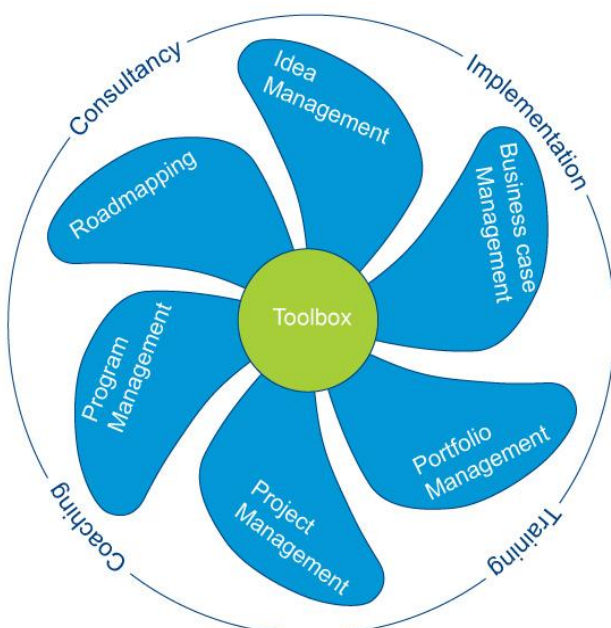 Consultancy
Implementation
Idea
Management
Business case
Management
Roadmapping
Toolbox
Program
Management
Portfolio
Management
Project
Management
Coaching
Training